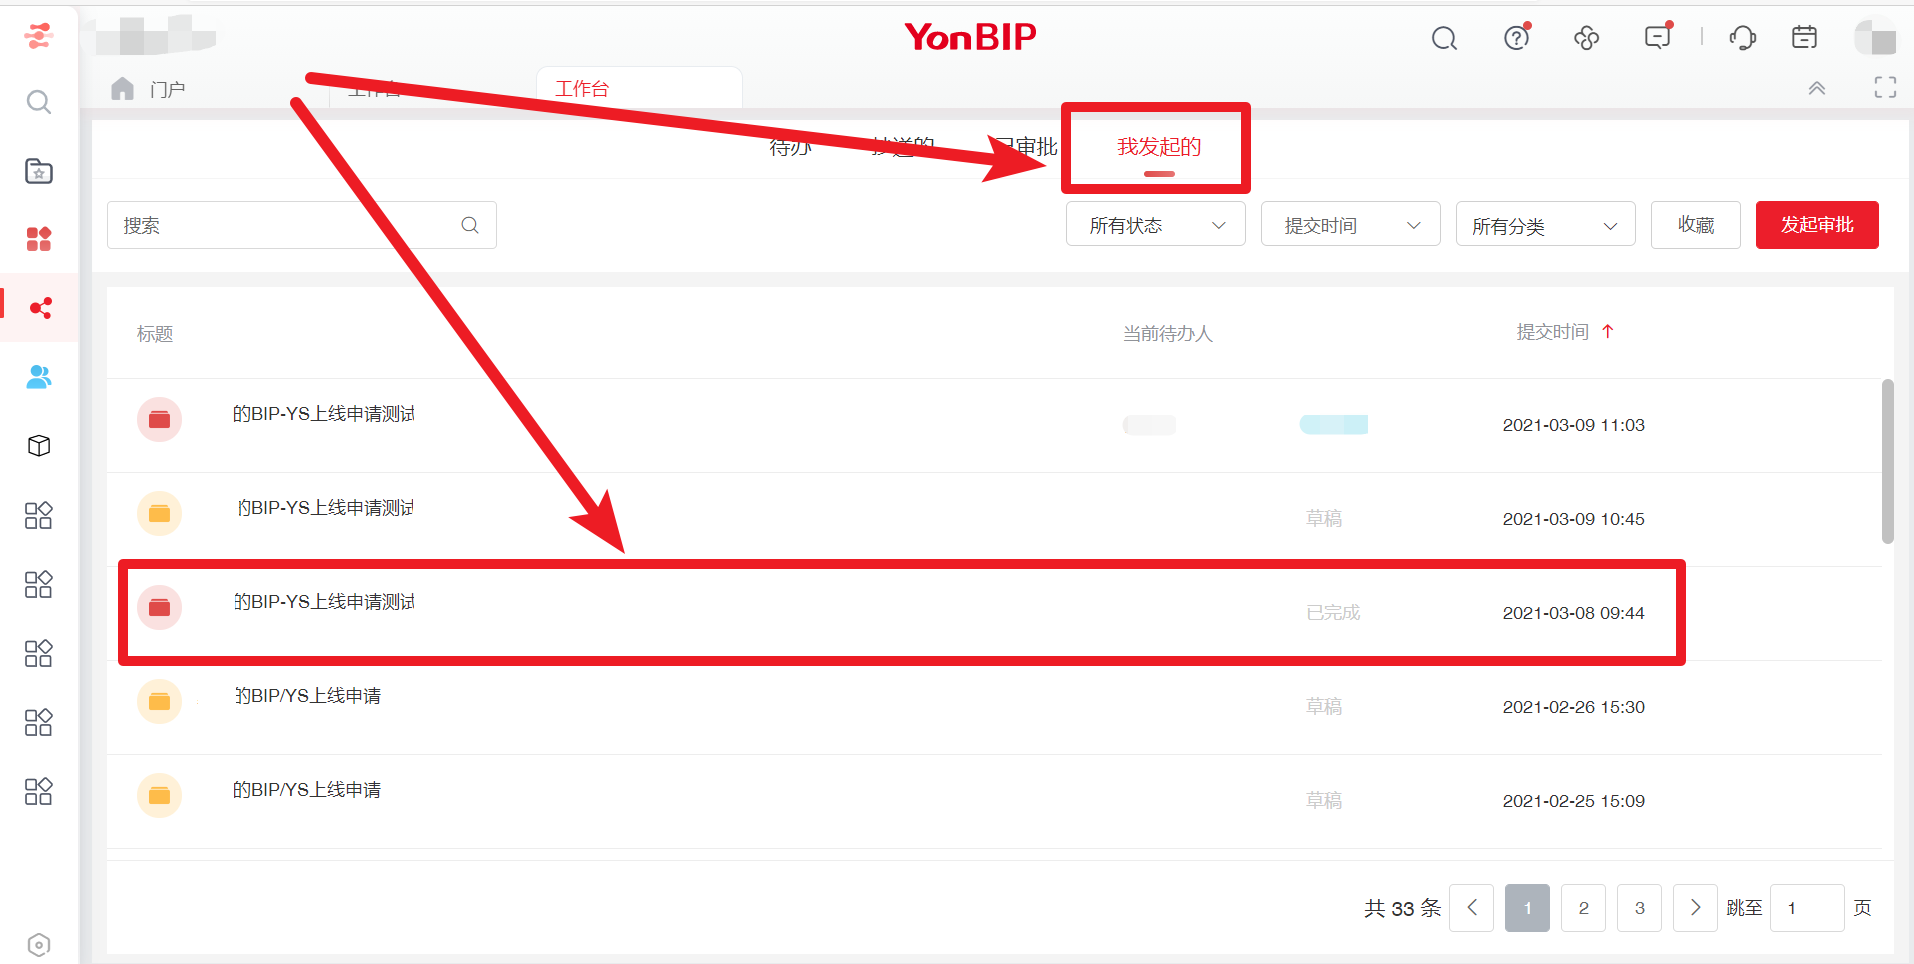 YonBIP
门户
工作台
工作台
待办
抄送的
已审批
我发起的
搜索
所有状态
提交时间
所有分类
收藏
发起审批
标题
当前待办人
提交时间
的BIP-YS上线申请测试
2021-03-09 11:03
的BIP-YS上线申请测试
草稿
2021-03-09 10:45
的BIP-YS上线申请测试
已完成
2021-03-08 09:44
的BIP/YS上线申请
草稿
2021-02-26 15:30
的BIP/YS上线申请
草稿
2021-02-25 15:09
共 33 条
1
2
3
跳至
1
页